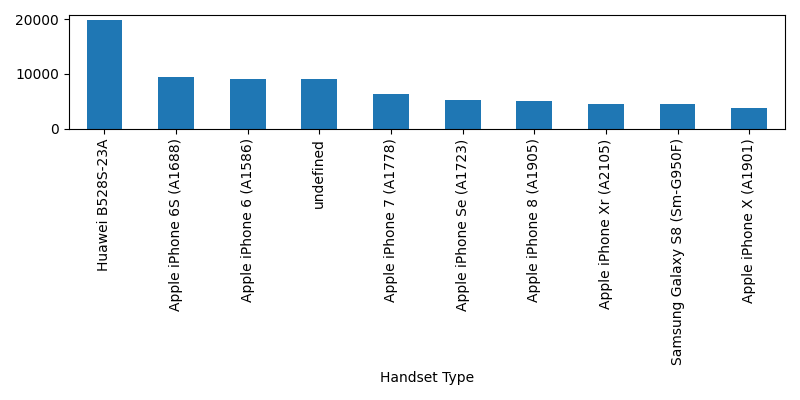 20000
10000
0
Huawei B528S-23A
Apple iPhone 6S (A1688)
Apple iPhone 6 (A1586)
undefined
Apple iPhone 7 (A1778)
Apple iPhone Se (A1723)
Apple iPhone 8 (A1905)
Apple iPhone Xr (A2105)
Samsung Galaxy S8 (Sm-G950F)
Apple iPhone X (A1901)
Handset Type